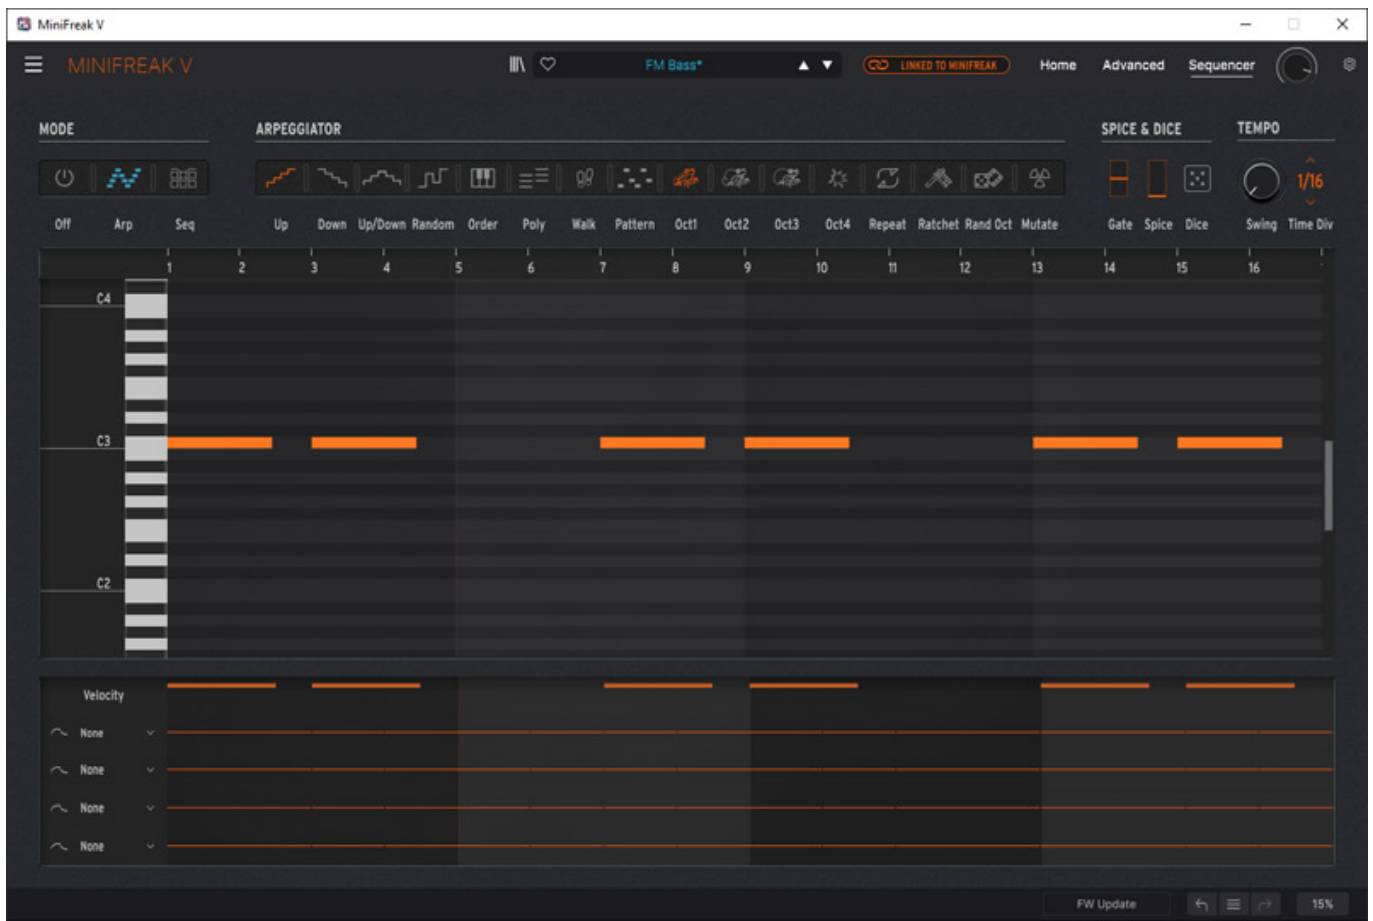 MiniFreak V
MINIFREAK V
FM Bass*
LINKED TO MINIFREAK
Home
Advanced
Sequencer
MODE
ARPEGGIATOR
SPICE & DICE
TEMPO
1/16
Off
Arp
Seq
Up
Down
Up/Down
Random
Order
Poly
Walk
Pattern
Oct1
Oct2
Oct3
Oct4
Repeat
Ratchet
Rand Oct
Mutate
Gate
Spice
Dice
Swing
Time Div
1 2 3 4 5 6 7 8 9 10 11 12 13 14 15 16
C4
C3
C2
Velocity
None
None
None
None
FW Update
15%